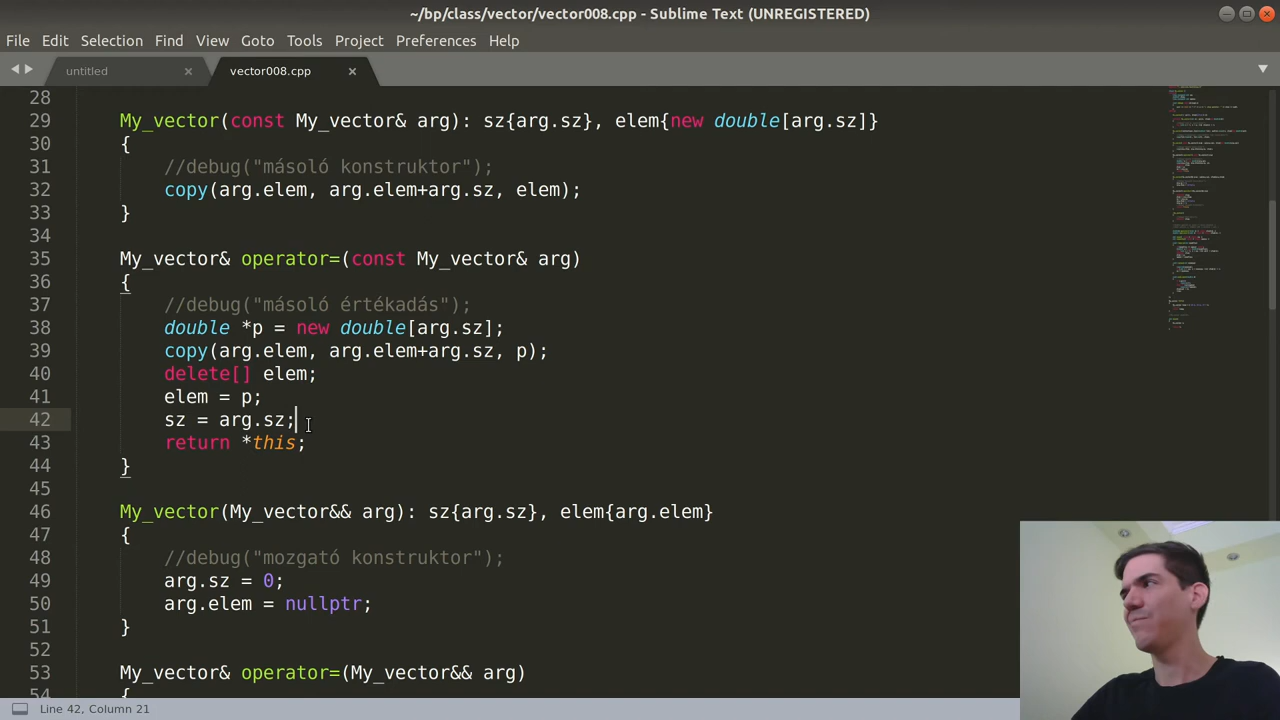 ~/bp/class/vector/vector008.cpp - Sublime Text (UNREGISTERED)
File Edit Selection Find View Goto Tools Project Preferences Help
untitled vector008.cpp
28
29 My_vector(const My_vector& arg): sz{arg.sz}, elem{new double[arg.sz]}
30 {
31 //debug("másoló konstruktor");
32 copy(arg.elem, arg.elem+arg.sz, elem);
33 }
34
35 My_vector& operator=(const My_vector& arg)
36 {
37 //debug("másoló értékadás");
38 double *p = new double[arg.sz];
39 copy(arg.elem, arg.elem+arg.sz, p);
40 delete[] elem;
41 elem = p;
42 sz = arg.sz;
43 return *this;
44 }
45
46 My_vector(My_vector&& arg): sz{arg.sz}, elem{arg.elem}
47 {
48 //debug("mozgató konstruktor");
49 arg.sz = 0;
50 arg.elem = nullptr;
51 }
52
53 My_vector& operator=(My_vector&& arg)
54 {
Line 42, Column 21